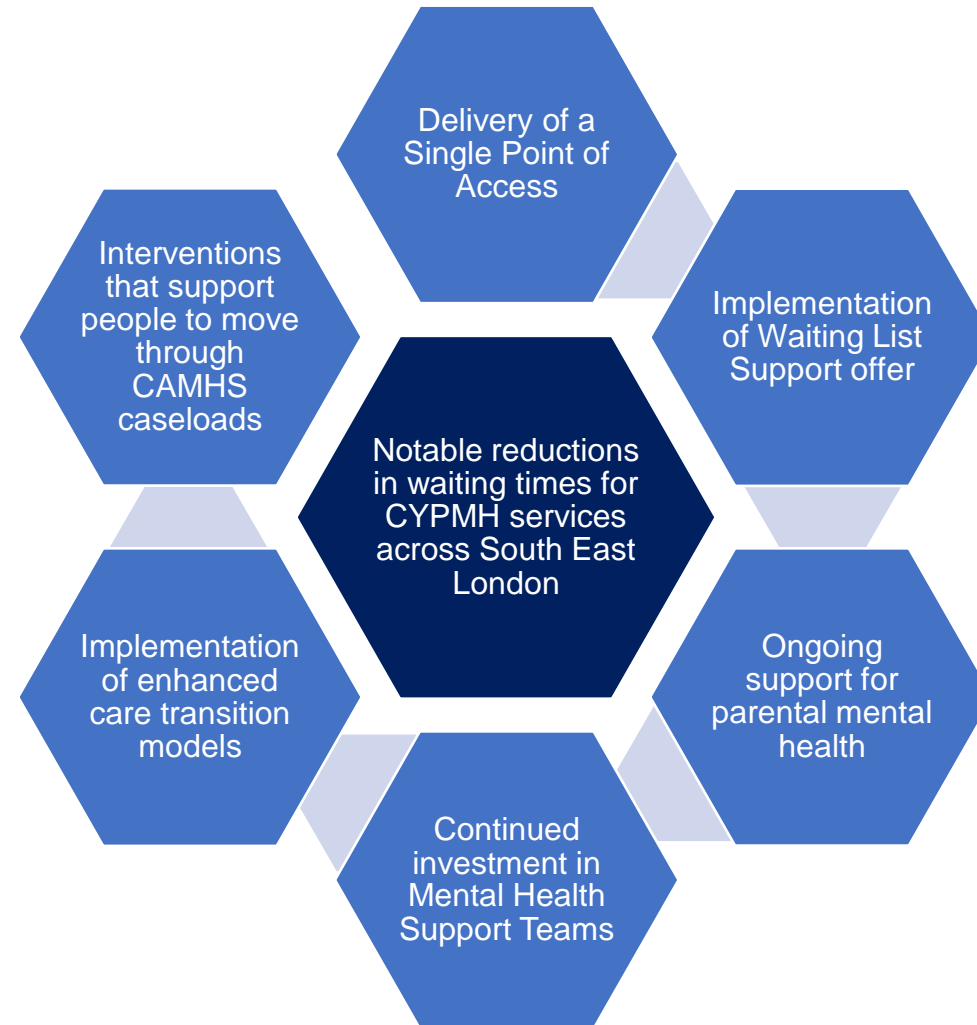 Delivery of a
Single Point of
Access
Implementation
of Waiting List
Support offer
Ongoing
support for
parental mental
health
Continued
investment in
Mental Health
Support Teams
Implementation
of enhanced
care transition
models
Interventions
that support
people to move
through
CAMHS
caseloads
Notable reductions
in waiting times for
CYPMH services
across South East
London